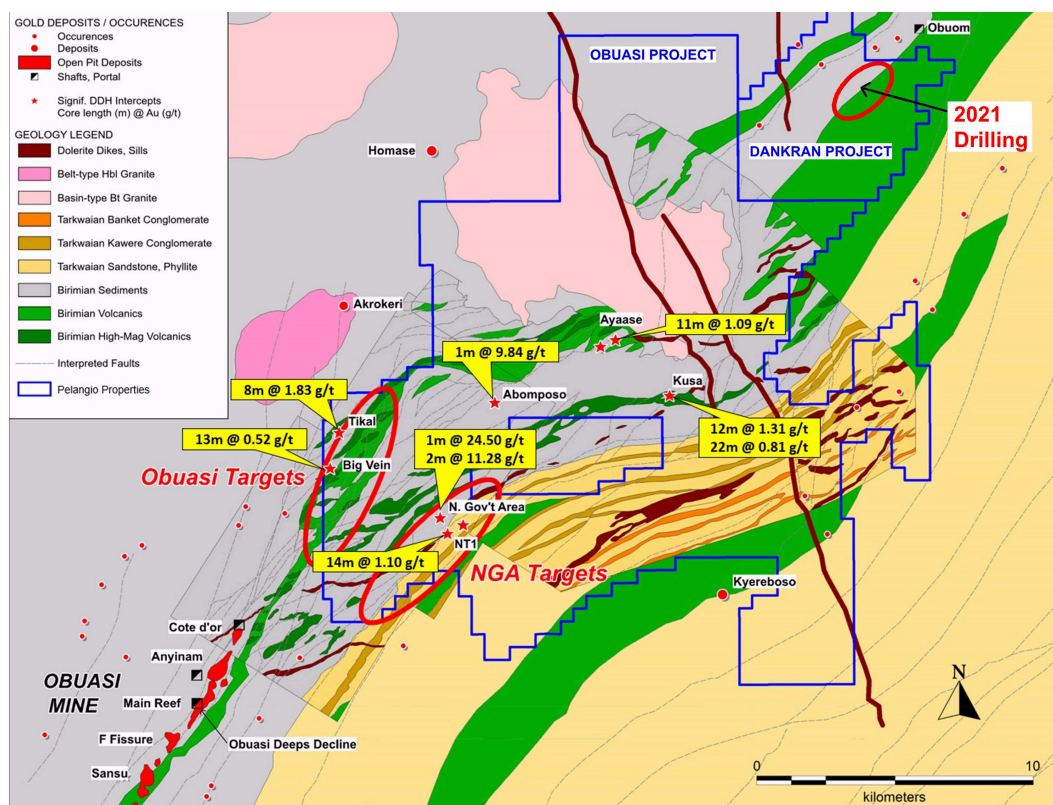 GOLD DEPOSITS / OCCURENCES
Occurences
Deposits
Open Pit Deposits
Shafts, Portal
Signif. DDH Intercepts
Core length (m) @ Au (g/t)
GEOLOGY LEGEND
Dolerite Dikes, Sills
Belt-type Hbl Granite
Basin-type Bt Granite
Tarkwaian Banket Conglomerate
Tarkwaian Kawere Conglomerate
Tarkwaian Sandstone, Phyllite
Birimian Sediments
Birimian Volcanics
Birimian High-Mag Volcanics
Interpreted Faults
Pelangio Properties
Obuom
OBUASI PROJECT
2021
Drilling
Homase
DANKRAN PROJECT
Akrokeri
Ayaase
11m @ 1.09 g/t
1m @ 9.84 g/t
Kusa
8m @ 1.83 g/t
Abomposo
Tikal
12m @ 1.31 g/t
22m @ 0.81 g/t
13m @ 0.52 g/t
1m @ 24.50 g/t
2m @ 11.28 g/t
Big Vein
Obuasi Targets
N. Gov't Area
NT1
14m @ 1.10 g/t
NGA Targets
Kyereboso
Cote d'or
Anyinam
OBUASI
MINE
Main Reef
N
F Fissure
Obuasi Deeps Decline
Sansu
0
10
kilometers